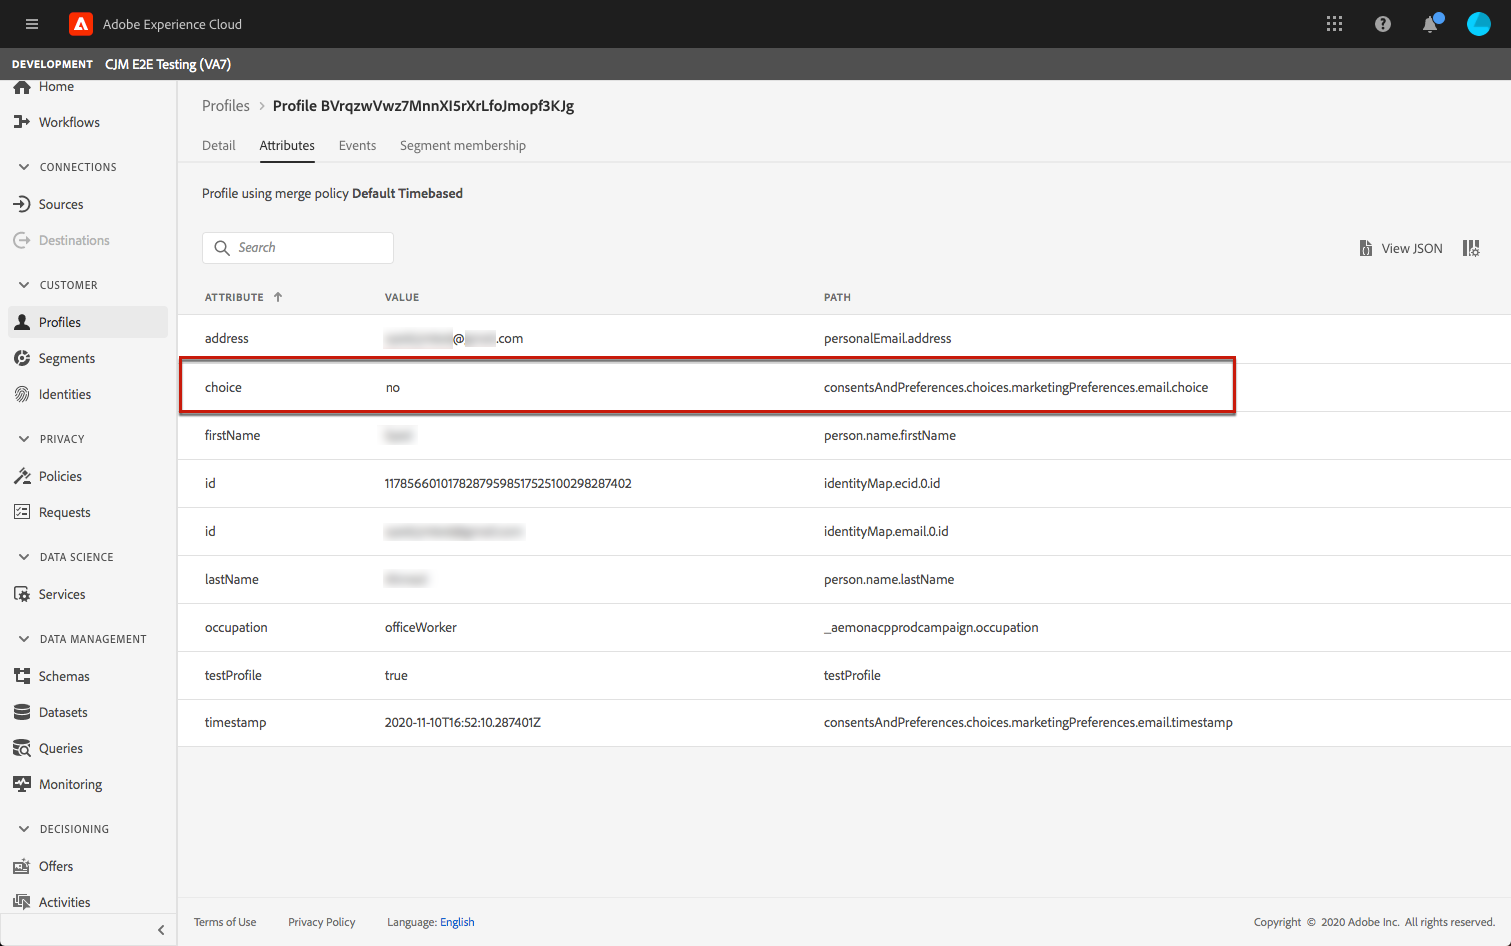 Adobe Experience Cloud
DEVELOPMENT CJM E2E Testing (VA7)
Home
Workflows
CONNECTIONS
Sources
Destinations
CUSTOMER
Profiles
Segments
Identities
PRIVACY
Policies
Requests
DATA SCIENCE
Services
DATA MANAGEMENT
Schemas
Datasets
Queries
Monitoring
DECISIONING
Offers
Activities
Profiles > Profile BVrqzwVwz7MnnXI5rXrLfoJmopf3KJg
Detail Attributes Events Segment membership
Profile using merge policy Default Timebased
Search
View JSON
ATTRIBUTE VALUE PATH
address @ .com personalEmail.address
choice no consentsAndPreferences.choices.marketingPreferences.email.choice
firstName person.name.firstName
id 11785660101782879598517525100298287402 identityMap.ecid.0.id
id identityMap.email.0.id
lastName person.name.lastName
occupation officeWorker _aemonacpprodcampaign.occupation
testProfile true testProfile
timestamp 2020-11-10T16:52:10.287401Z consentsAndPreferences.choices.marketingPreferences.email.timestamp
Terms of Use Privacy Policy Language: English
Copyright © 2020 Adobe Inc. All rights reserved.